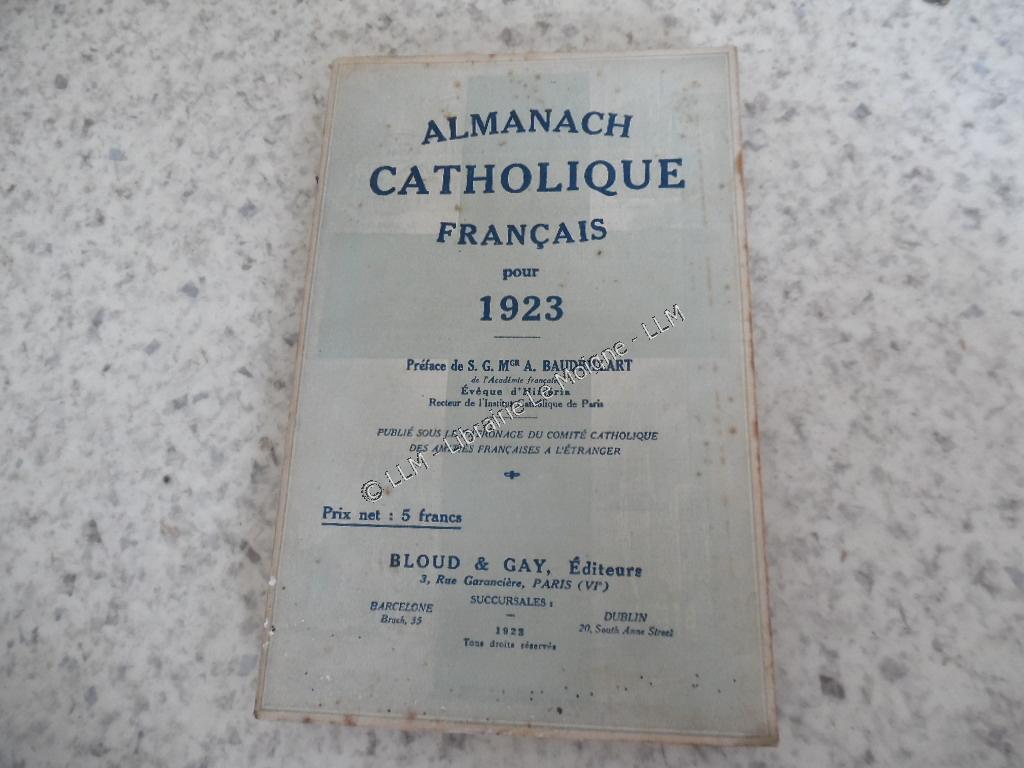 ALMANACH
CATHOLIQUE
FRANÇAIS
pour
1923
Préface de S. G. Mgr A. BAUDRILLART
de l'Académie française
Évêque d'Himéria
Recteur de l'Institut Catholique de Paris
PUBLIÉ SOUS LE PATRONAGE DU COMITÉ CATHOLIQUE
DES AMITIÉS FRANÇAISES A L'ÉTRANGER
Prix net : 5 francs
BLOUD & GAY, Éditeurs
3, Rue Garancière, PARIS (VIe)
SUCCURSALES :
BARCELONE
Bruch, 35
DUBLIN
20, South Anne Street
1923
Tous droits réservés
© LLM - Librairie Le Moigne - LLM